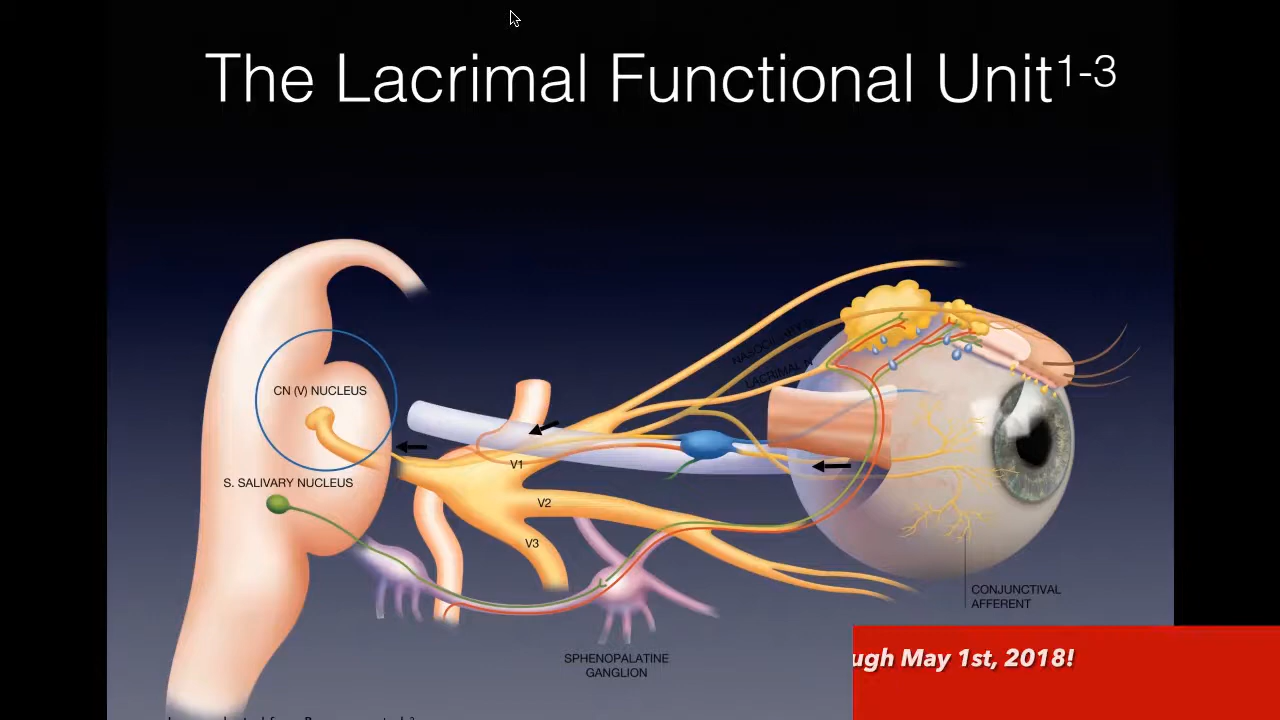 The Lacrimal Functional Unit1-3
LACRIMAL N
CN (V) NUCLEUS
V1
S. SALIVARY NUCLEUS
V2
V3
CONJUNCTIVAL
AFFERENT
ugh May 1st, 2018!
SPHENOPALATINE
GANGLION